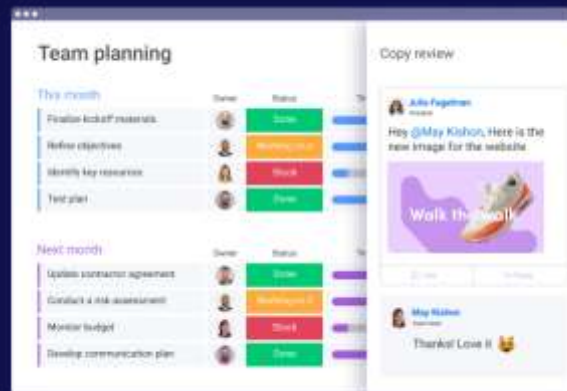 Team planning
This month
Owner
Status
Finalize kickoff materials
Done
Refine objectives
Working on it
Identify key resources
Stuck
Test plan
Done
Next month
Owner
Status
Update contractor agreement
Done
Conduct a risk assessment
Working on it
Monitor budget
Stuck
Develop communication plan
Done
Copy review
Julia Fagelman
Hey @May Kishon, Here is the
new image for the website
Walk the walk
May Kishon
Thanks! Love it